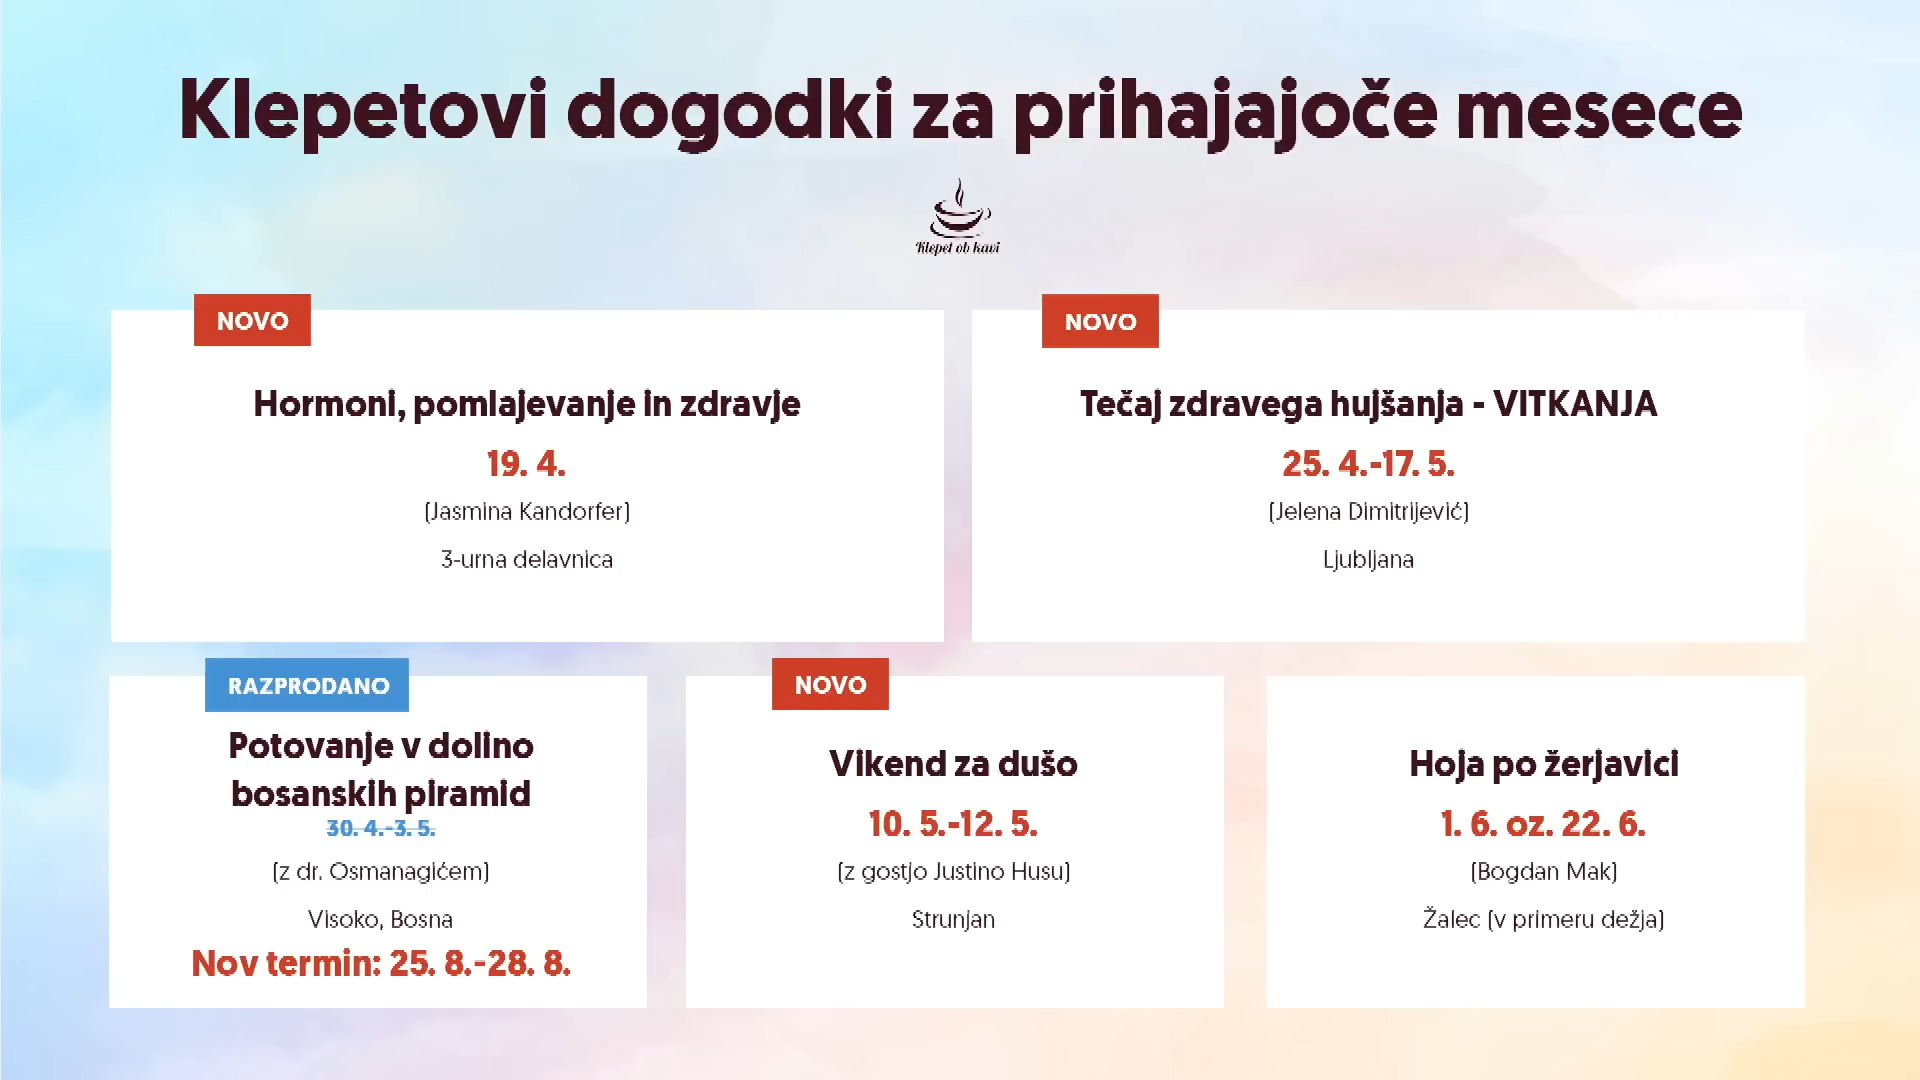 Klepetovi dogodki za prihajajoče mesece
Klepet ob kavi
NOVO
Hormoni, pomlajevanje in zdravje
19. 4.
(Jasmina Kandorfer)
3-urna delavnica
NOVO
Tečaj zdravega hujšanja - VITKANJA
25. 4.-17. 5.
(Jelena Dimitrijević)
Ljubljana
RAZPRODANO
Potovanje v dolino
bosanskih piramid
30. 4.-3. 5.
(z dr. Osmanagićem)
Visoko, Bosna
Nov termin: 25. 8.-28. 8.
NOVO
Vikend za dušo
10. 5.-12. 5.
(z gostjo Justino Husu)
Strunjan
Hoja po žerjavici
1. 6. oz. 22. 6.
(Bogdan Mak)
Žalec (v primeru dežja)